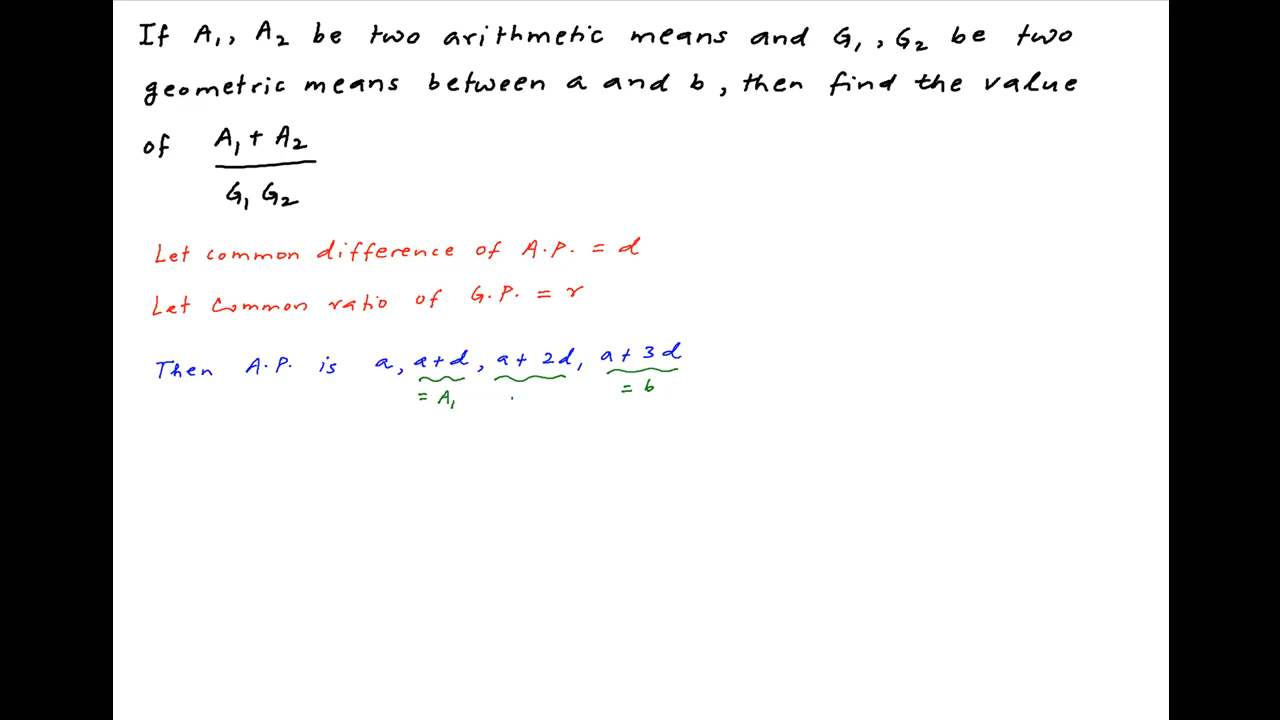 If A₁, A₂ be two arithmetic means and G₁, G₂ be two
geometric means between a and b, then find the value
of A₁ + A₂
G₁ G₂
Let common difference of A.P. = d
Let common ratio of G.P. = r
Then A.P. is a, a+d, a+2d, a+3d
= A₁ = b